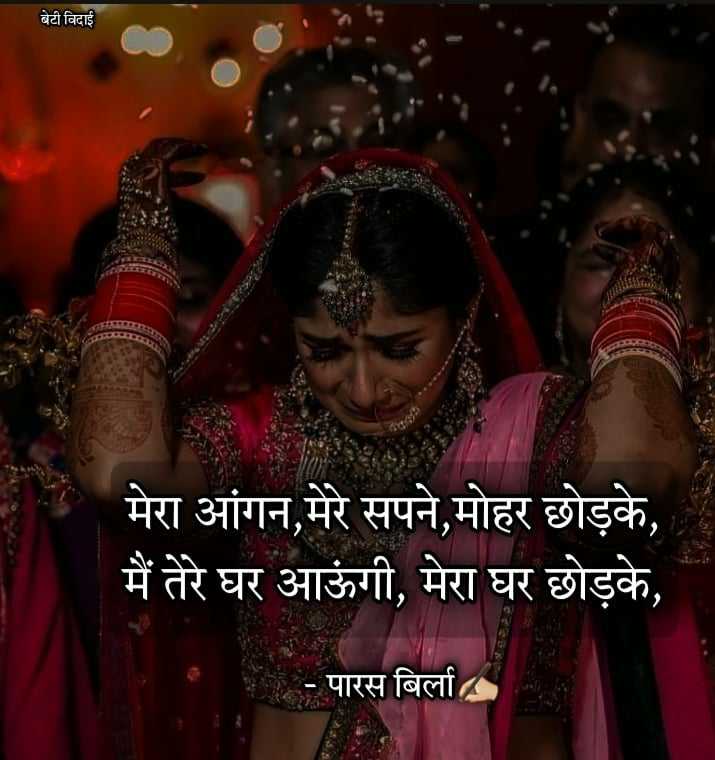 बेटी विदाई
मेरा आंगन,मेरे सपने,मोहर छोड़के,
मैं तेरे घर आऊंगी, मेरा घर छोड़के,
- पारस बिर्ला✍🏻